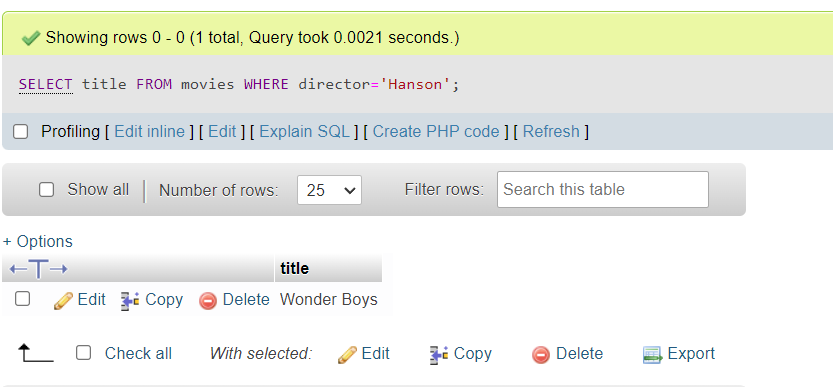 Showing rows 0 - 0 (1 total, Query took 0.0021 seconds.)
SELECT title FROM movies WHERE director='Hanson';
Profiling [ Edit inline ] [ Edit ] [ Explain SQL ] [ Create PHP code ] [ Refresh ]
Show all Number of rows: 25 Filter rows: Search this table
+ Options
←T→ title
Edit Copy Delete Wonder Boys
Check all With selected: Edit Copy Delete Export